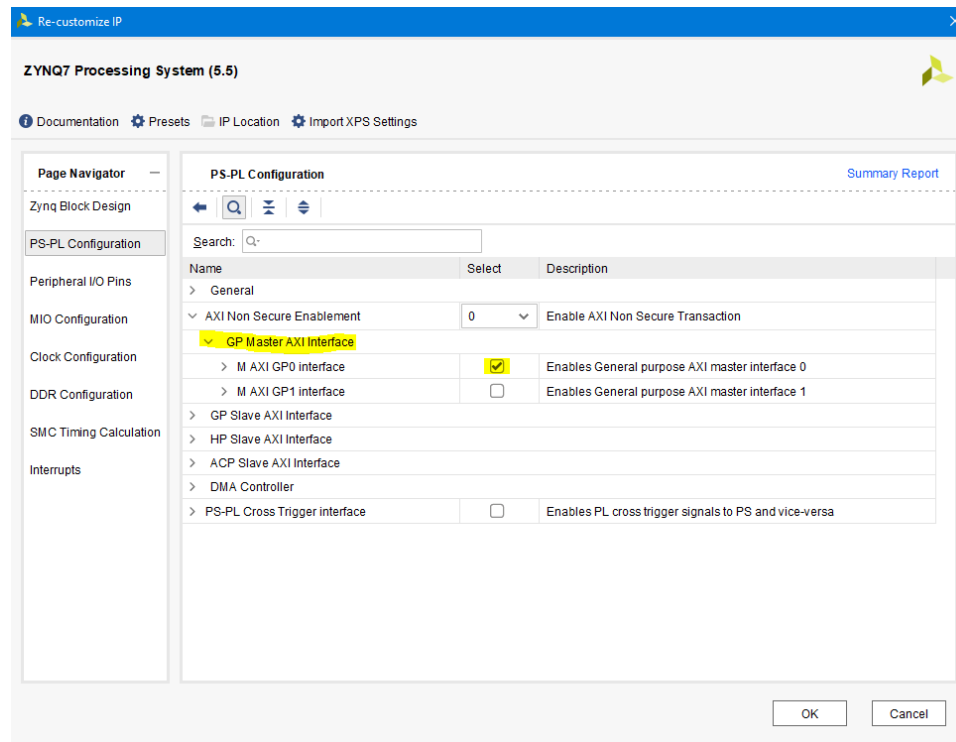 Re-customize IP
ZYNQ7 Processing System (5.5)
Documentation Presets IP Location Import XPS Settings
Page Navigator
Zynq Block Design
PS-PL Configuration
Peripheral I/O Pins
MIO Configuration
Clock Configuration
DDR Configuration
SMC Timing Calculation
Interrupts
PS-PL Configuration Summary Report
Search:
Name Select Description
General
AXI Non Secure Enablement 0 Enable AXI Non Secure Transaction
GP Master AXI Interface
M AXI GP0 interface Enables General purpose AXI master interface 0
M AXI GP1 interface Enables General purpose AXI master interface 1
GP Slave AXI Interface
HP Slave AXI Interface
ACP Slave AXI Interface
DMA Controller
PS-PL Cross Trigger interface Enables PL cross trigger signals to PS and vice-versa
OK Cancel